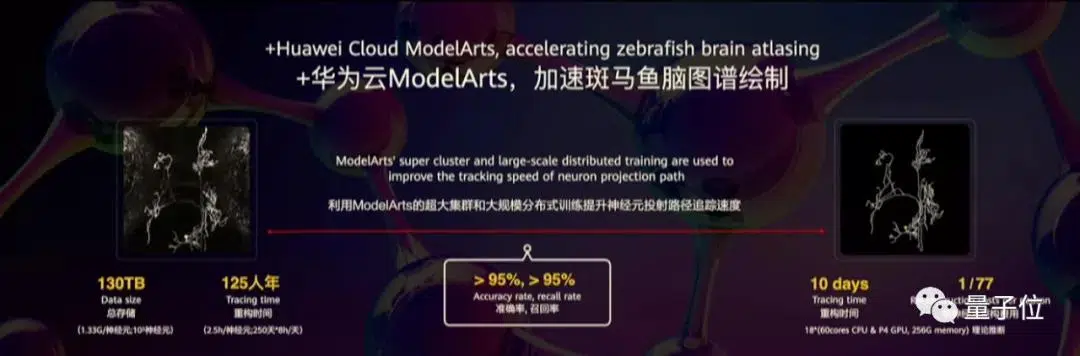 +Huawei Cloud ModelArts, accelerating zebrafish brain atlasing
+华为云ModelArts，加速斑马鱼脑图谱绘制
ModelArts' super cluster and large-scale distributed training are used to
improve the tracking speed of neuron projection path
利用ModelArts的超大集群和大规模分布式训练提升神经元投射路径追踪速度
130TB
Data size
总存储
(1.33G/神经元;10⁵神经元)
125人年
Tracing time
重构时间
(2.5h/神经元;250天*8h/天)
> 95%, > 95%
Accuracy rate, recall rate
准确率, 召回率
10 days
Tracing time
重构时间
1/77
18*(60cores CPU & P4 GPU, 256G memory) 理论推断
量子位